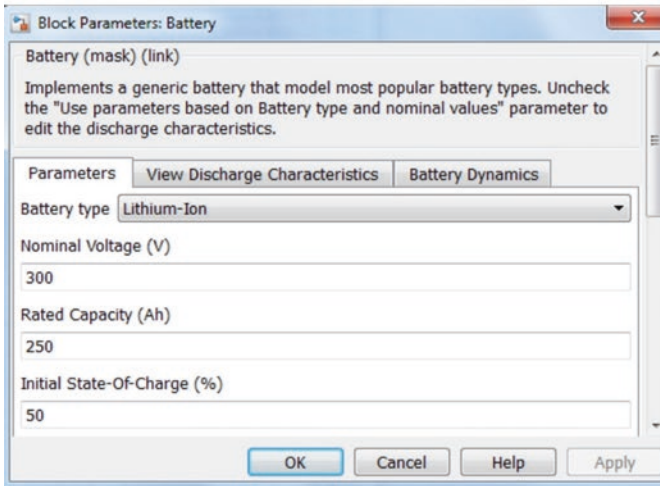 Block Parameters: Battery
Battery (mask) (link)
Implements a generic battery that model most popular battery types. Uncheck
the "Use parameters based on Battery type and nominal values" parameter to
edit the discharge characteristics.
Parameters View Discharge Characteristics Battery Dynamics
Battery type Lithium-Ion
Nominal Voltage (V)
300
Rated Capacity (Ah)
250
Initial State-Of-Charge (%)
50
OK Cancel Help Apply